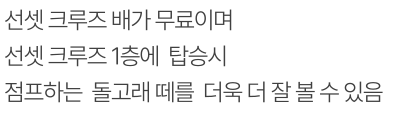 선셋 크루즈 배가 무료이며
선셋 크루즈 1층에 탑승시
점프하는 돌고래 떼를 더욱 더 잘 볼 수 있음